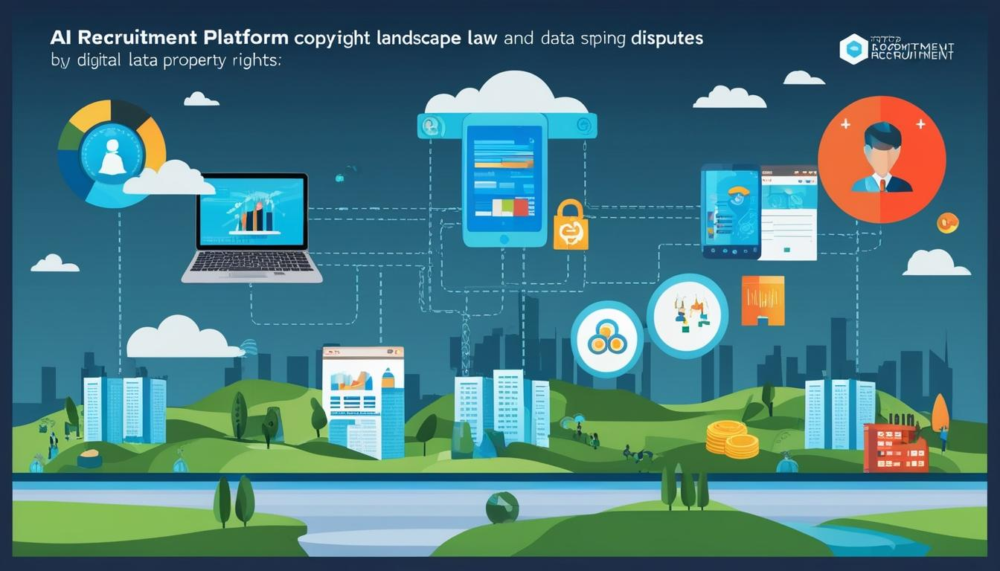 AI Recruitment Platform copyright landscape law and data sping disputes
by digital lata property rights:
RECRUITMENT